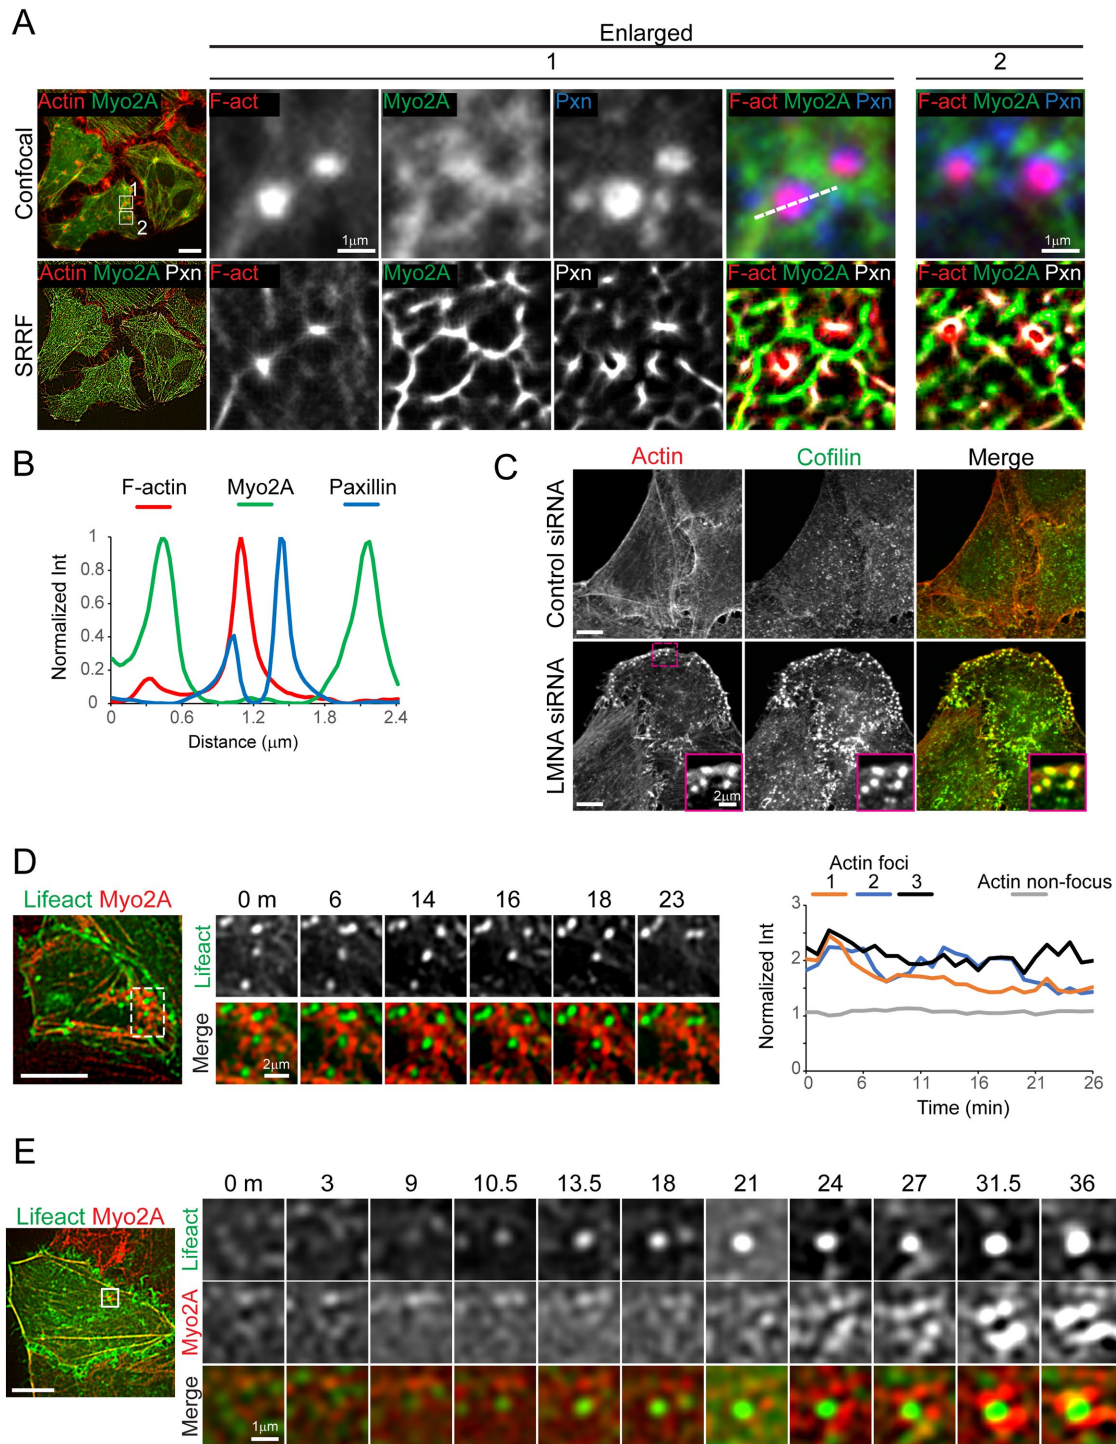 A
Enlarged
1
2
Confocal
Actin Myo2A
1
2
F-act
1μm
Myo2A
Pxn
F-act Myo2A Pxn
F-act Myo2A Pxn
1μm
SRRF
Actin Myo2A Pxn
F-act
Myo2A
Pxn
F-act Myo2A Pxn
F-act Myo2A Pxn
B
F-actin Myo2A Paxillin
Normalized Int
1
0.8
0.6
0.4
0.2
0
0 0.6 1.2 1.8 2.4
Distance (μm)
C
Actin Cofilin Merge
Control siRNA
LMNA siRNA
2μm
D
Lifeact Myo2A
0 m 6 14 16 18 23
Lifeact
Merge
2μm
Actin foci
1 2 3
Actin non-focus
Normalized Int
3
2
1
0
0 6 11 16 21 26
Time (min)
E
Lifeact Myo2A
0 m 3 9 10.5 13.5 18 21 24 27 31.5 36
Lifeact
Myo2A
Merge
1μm